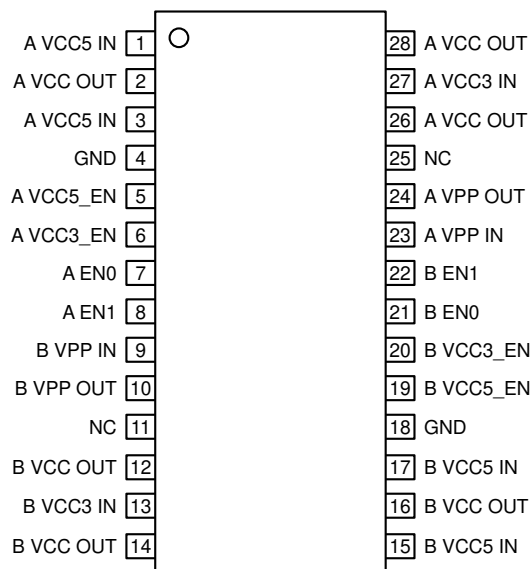 A VCC5 IN 1 28 A VCC OUT
A VCC OUT 2 27 A VCC3 IN
A VCC5 IN 3 26 A VCC OUT
GND 4 25 NC
A VCC5_EN 5 24 A VPP OUT
A VCC3_EN 6 23 A VPP IN
A EN0 7 22 B EN1
A EN1 8 21 B EN0
B VPP IN 9 20 B VCC3_EN
B VPP OUT 10 19 B VCC5_EN
NC 11 18 GND
B VCC OUT 12 17 B VCC5 IN
B VCC3 IN 13 16 B VCC OUT
B VCC OUT 14 15 B VCC5 IN